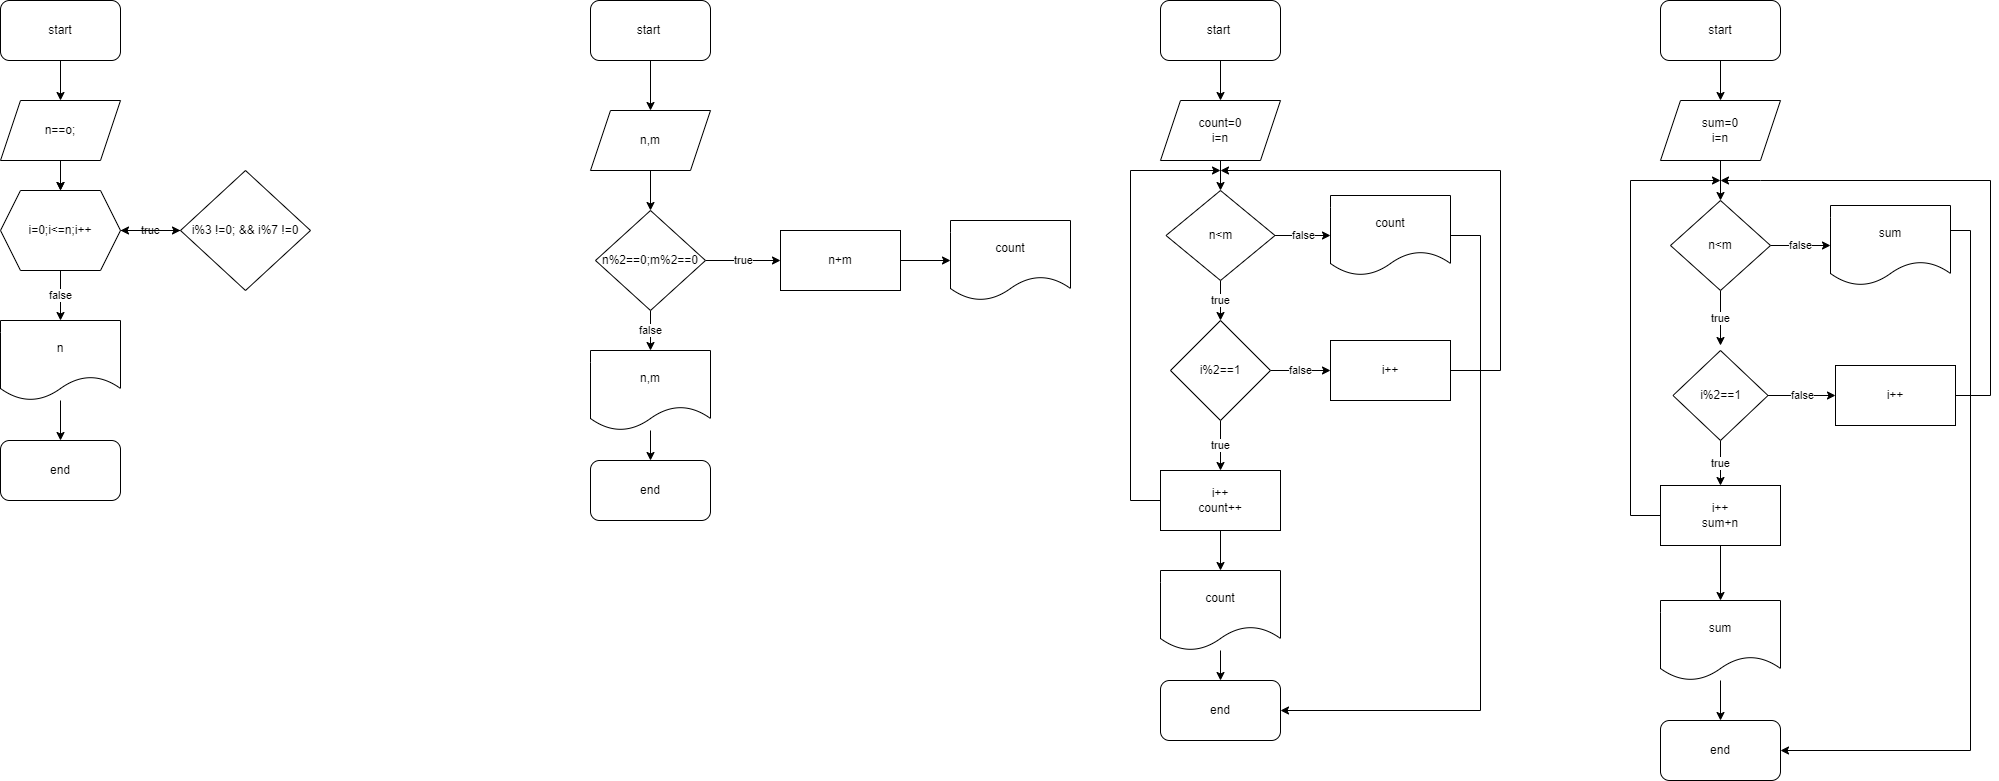 start
n==o;
i=0;i<=n;i++
true
i%3 !=0; && i%7 !=0
false
n
end
start
n,m
n%2==0;m%2==0
true
n+m
count
false
n,m
end
start
count=0
i=n
n<m
false
count
true
i%2==1
false
i++
true
i++
count++
count
end
start
sum=0
i=n
n<m
false
sum
true
i%2==1
false
i++
true
i++
sum+n
sum
end